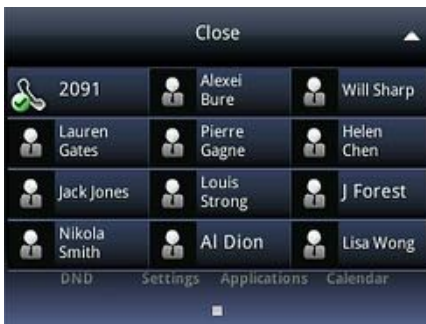 Close
2091
Alexei
Bure
Will Sharp
Lauren
Gates
Pierre
Gagne
Helen
Chen
Jack Jones
Louis
Strong
J Forest
Nikola
Smith
Al Dion
Lisa Wong
DND Settings Applications Calendar